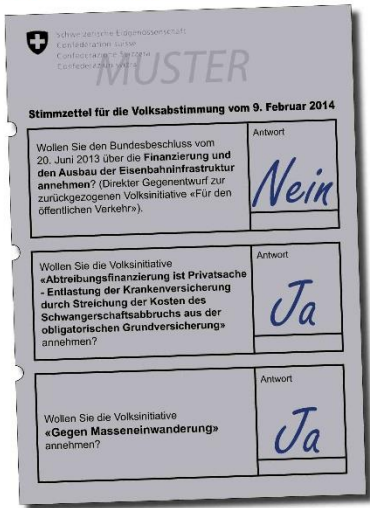 Schweizerische Eidgenossenschaft
Confédération suisse
Confederazione Svizzera
Confederaziun svizra
MUSTER
Stimmzettel für die Volksabstimmung vom 9. Februar 2014
Wollen Sie den Bundesbeschluss vom
20. Juni 2013 über die Finanzierung und
den Ausbau der Eisenbahninfrastruktur
annehmen? (Direkter Gegenentwurf zur
zurückgezogenen Volksinitiative «Für den
öffentlichen Verkehr»).
Antwort
Nein
Wollen Sie die Volksinitiative
«Abtreibungsfinanzierung ist Privatsache
- Entlastung der Krankenversicherung
durch Streichung der Kosten des
Schwangerschaftsabbruchs aus der
obligatorischen Grundversicherung»
annehmen?
Antwort
Ja
Wollen Sie die Volksinitiative
«Gegen Masseneinwanderung»
annehmen?
Antwort
Ja